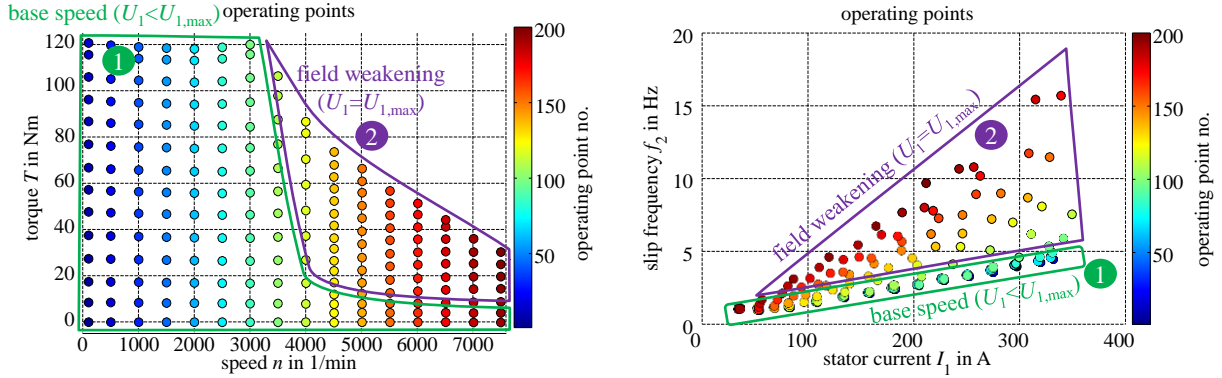 base speed (U1<U1,max) operating points
120
100
80
60
40
20
0
torque T in Nm
1
field weakening
(U1=U1,max)
2
0 1000 2000 3000 4000 5000 6000 7000
speed n in 1/min
200
150
100
50
operating point no.
operating points
20
15
10
5
0
slip frequency f2 in Hz
field weakening (U1=U1,max)
2
base speed (U1<U1,max)
1
0 100 200 300 400
stator current I1 in A
200
150
100
50
operating point no.